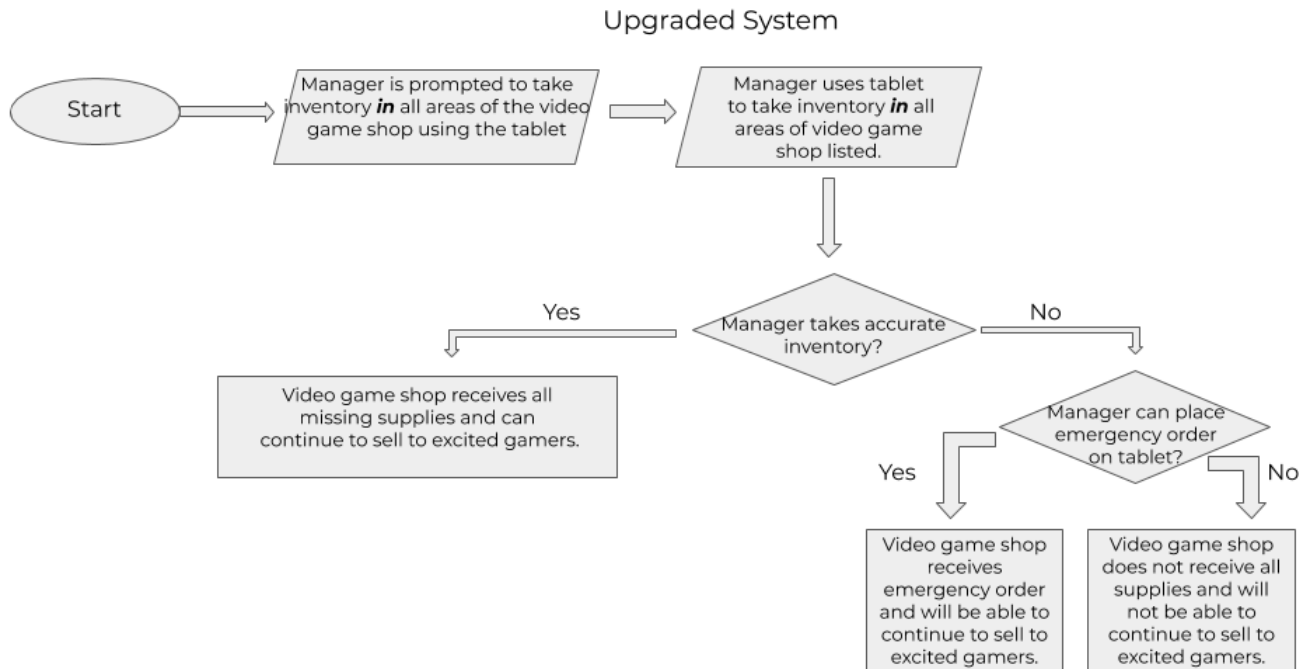 Upgraded System
Start
Manager is prompted to take
inventory in all areas of the video
game shop using the tablet
Manager uses tablet
to take inventory in all
areas of video game
shop listed.
Manager takes accurate
inventory?
Yes
No
Video game shop receives all
missing supplies and can
continue to sell to excited gamers.
Manager can place
emergency order
on tablet?
Yes
No
Video game shop
receives
emergency order
and will be able to
continue to sell to
excited gamers.
Video game shop
does not receive all
supplies and will
not be able to
continue to sell to
excited gamers.